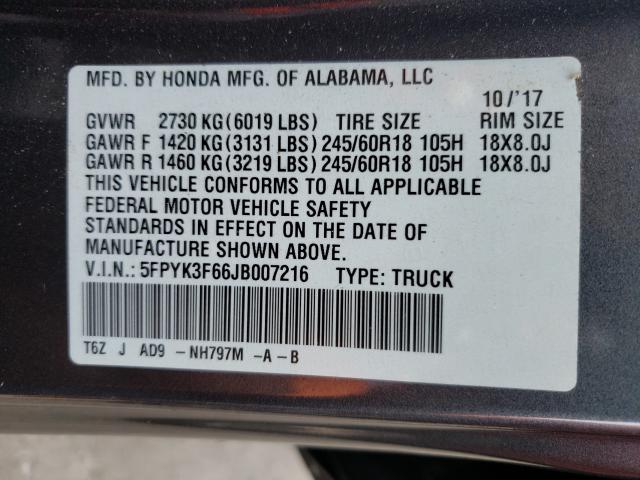 MFD. BY HONDA MFG. OF ALABAMA, LLC
10/'17
GVWR 2730 KG(6019 LBS) TIRE SIZE RIM SIZE
GAWR F 1420 KG(3131 LBS) 245/60R18 105H 18X8.0J
GAWR R 1460 KG(3219 LBS) 245/60R18 105H 18X8.0J
THIS VEHICLE CONFORMS TO ALL APPLICABLE
FEDERAL MOTOR VEHICLE SAFETY
STANDARDS IN EFFECT ON THE DATE OF
MANUFACTURE SHOWN ABOVE.
V.I.N.: 5FPYK3F66JB007216 TYPE: TRUCK
T6Z J AD9 -NH797M -A-B